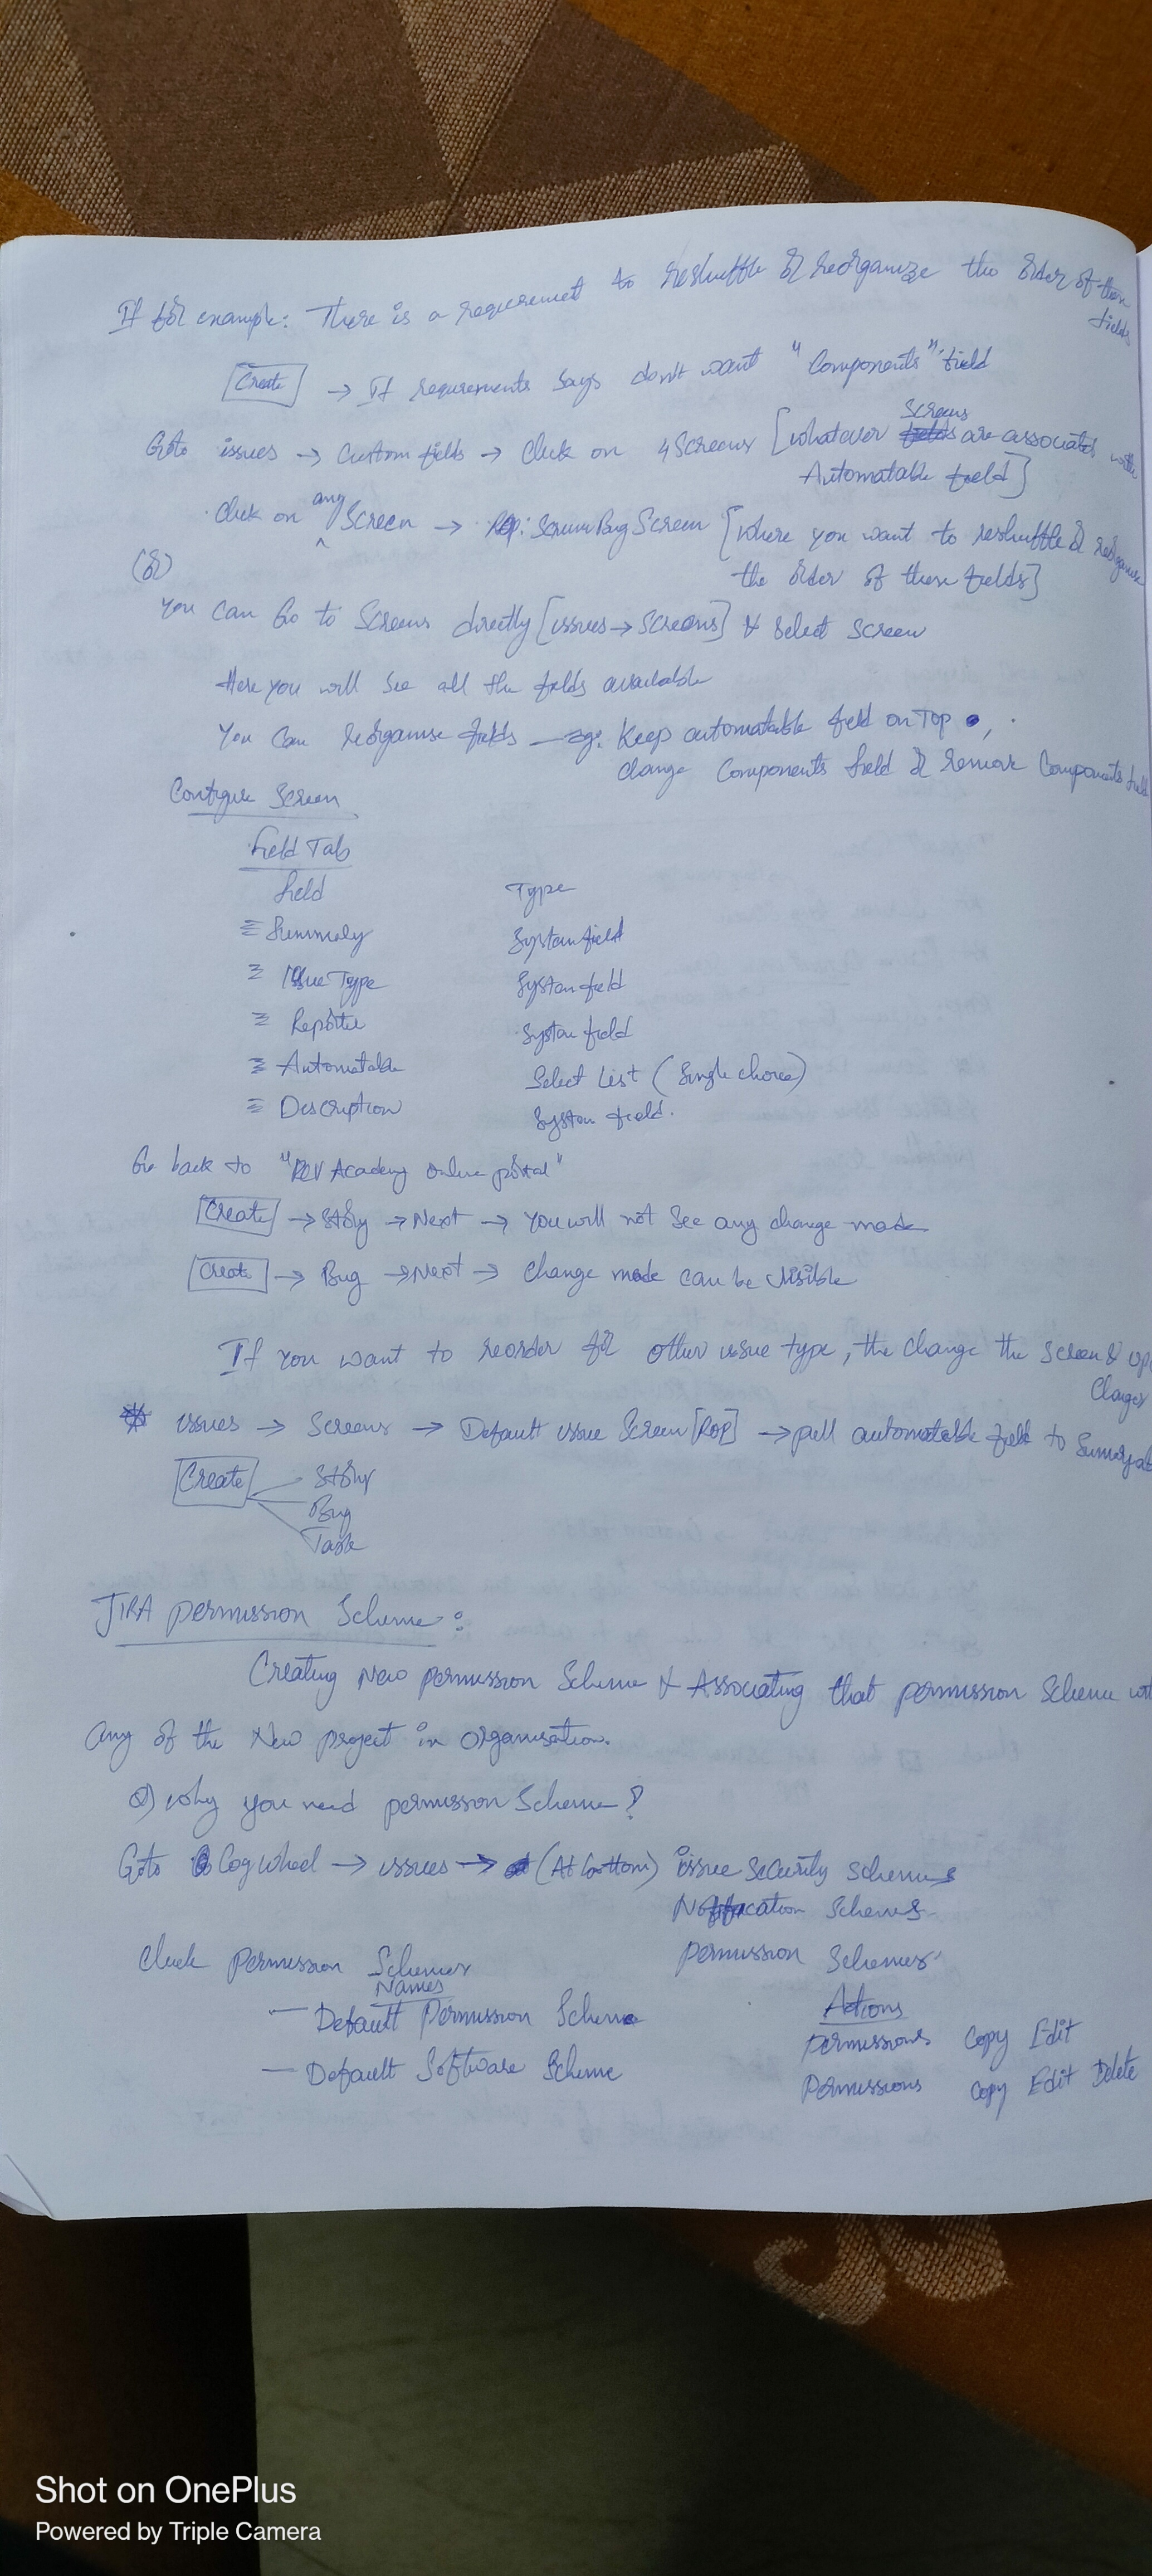 If for example: There is a requirement to reshuffle or reorganize the order of them fields
[Create] → If requirements says don't want "Components" field
Goto issues → Custom fields → Click on 4 Screens [whatever Screens are associated with
Automatable field]
Click on any Screen → Scrum Bug Screen [Where you want to reshuffle or reorganise
the order of these fields]
(or)
You can Go to Screens directly [issues → Screens] & select screen
Here you will see all the fields available
You can reorganise fields — eg: Keep automatable field on Top,
change Components field or remove Components field
Configure Screen
Field Tab
field Type
≡ Summary System field
≡ Issue Type System field
≡ Reporter System field
≡ Automatable Select List (Single choice)
≡ Description System field.
Go back to " Academy online portal"
[Create] → Story → Next → You will not see any change made
[Create] → Bug → Next → Change made can be visible
If you want to reorder for other issue type, the change the screen &
Changes
* issues → Screens → Default issue Screen → pull automatable field to
[Create] Story
Bug
Task
JIRA Permission Scheme:
Creating New permission Scheme & Associating that permission Scheme with
any of the New project in organisation.
Q) why you need permission Scheme?
Goto Cog wheel → issues → (At bottom) issue Security schemes
Notification Schemes
Click Permission Schemes permission Schemes
Names Actions
— Default Permission Scheme Permissions Copy Edit
— Default Software Scheme Permissions Copy Edit Delete
Shot on OnePlus
Powered by Triple Camera